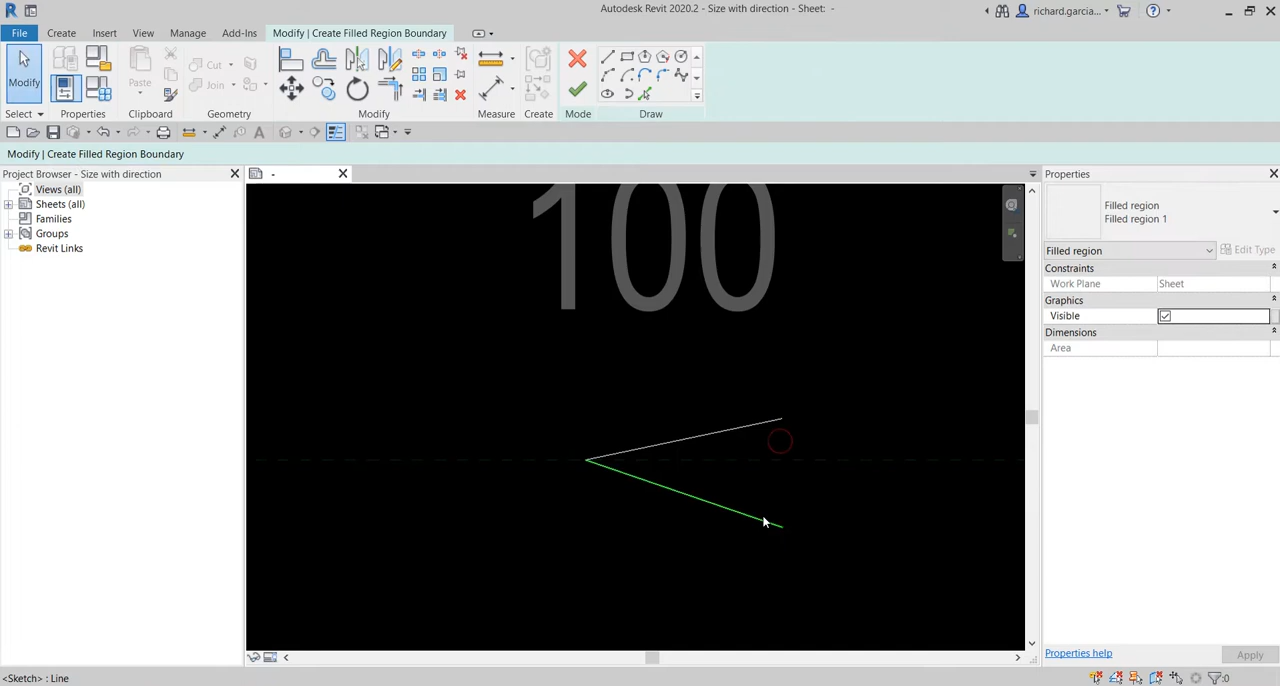 Autodesk Revit 2020.2 - Size with direction - Sheet: -
richard.garcia...
File
Create
Insert
View
Manage
Add-Ins
Modify | Create Filled Region Boundary
Modify
Paste
Cut
Join
Select
Properties
Clipboard
Geometry
Modify
Measure
Create
Mode
Draw
Modify | Create Filled Region Boundary
Project Browser - Size with direction
-
Properties
Views (all)
Sheets (all)
Families
Groups
Revit Links
100
Filled region
Filled region 1
Filled region
Edit Type
Constraints
Work Plane
Sheet
Graphics
Visible
Dimensions
Area
Properties help
Apply
<Sketch> : Line
:0